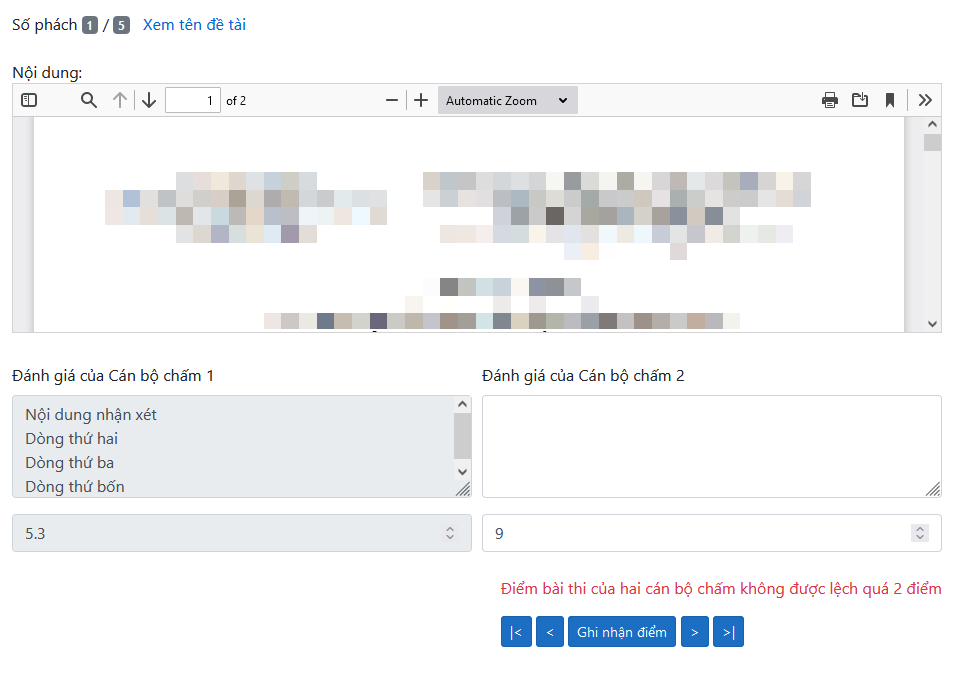 Số phách 1 / 5 Xem tên đề tài
Nội dung:
1 of 2 Automatic Zoom
Đánh giá của Cán bộ chấm 1
Đánh giá của Cán bộ chấm 2
Nội dung nhận xét
Dòng thứ hai
Dòng thứ ba
Dòng thứ bốn
5.3
9
Điểm bài thi của hai cán bộ chấm không được lệch quá 2 điểm
|< < Ghi nhận điểm > >|